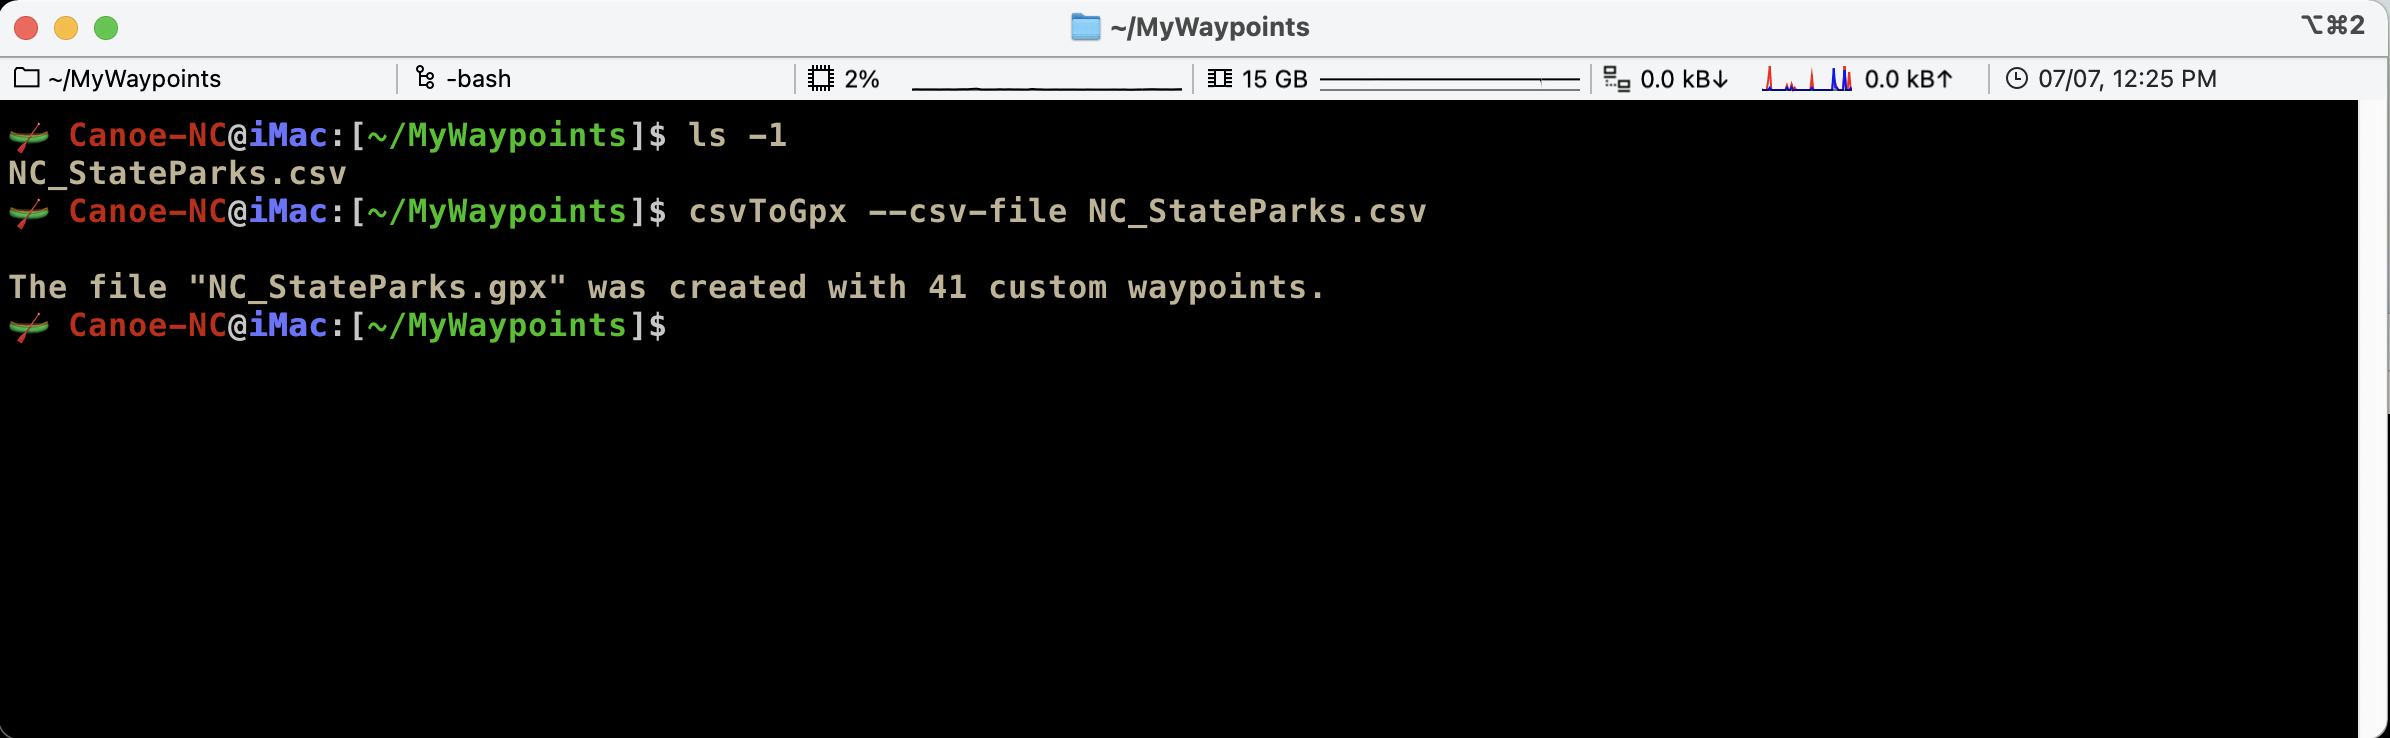 ~/MyWaypoints
⌥⌘2
~/MyWaypoints -bash 2% 15 GB 0.0 kB↓ 0.0 kB↑ 07/07, 12:25 PM
Canoe-NC@iMac:[~/MyWaypoints]$ ls -1
NC_StateParks.csv
Canoe-NC@iMac:[~/MyWaypoints]$ csvToGpx --csv-file NC_StateParks.csv
The file "NC_StateParks.gpx" was created with 41 custom waypoints.
Canoe-NC@iMac:[~/MyWaypoints]$